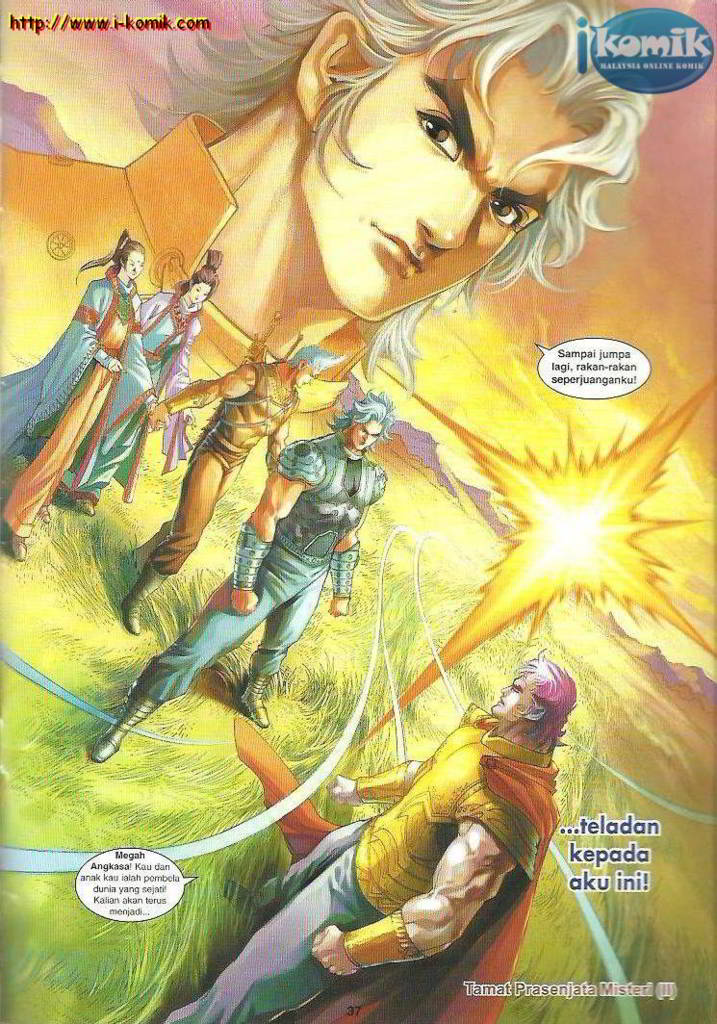 http://www.i-komik.com
ikomik
MALAYSIA ONLINE KOMIK
Sampai jumpa
lagi, rakan-rakan
seperjuanganku!
Megah
Angkasa! Kau dan
anak kau ialah pembela
dunia yang sejati!
Kalian akan terus
menjadi...
...teladan
kepada
aku ini!
Tamat Prasenjata Misteri (II)
37